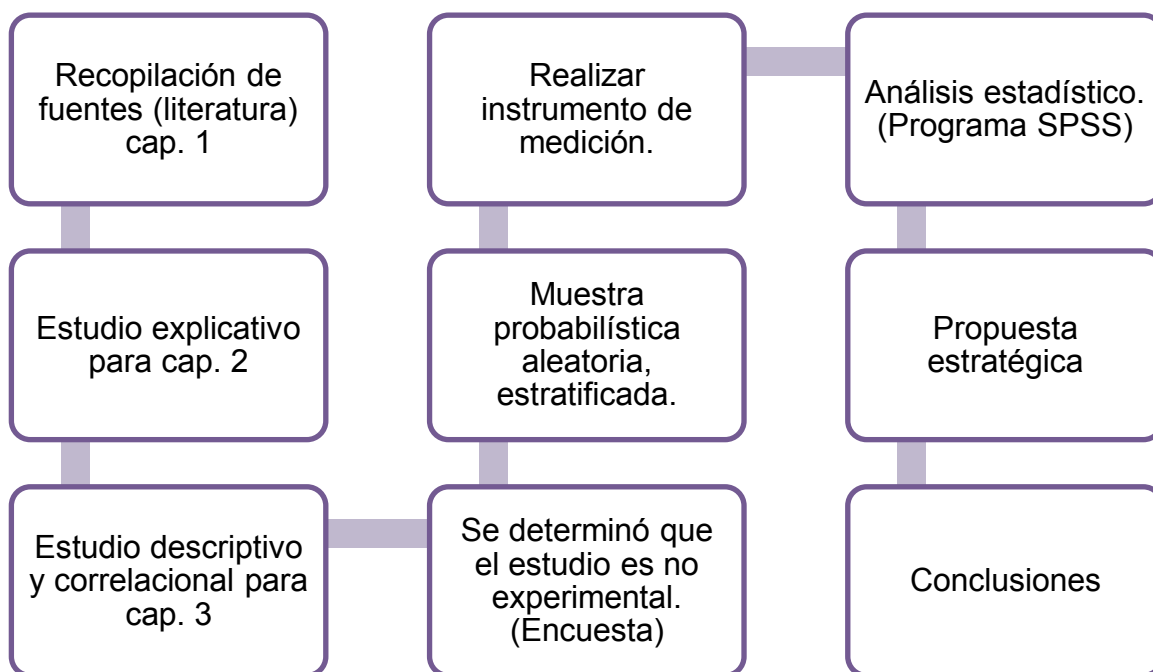 Recopilación de
fuentes (literatura)
cap. 1
Estudio explicativo
para cap. 2
Estudio descriptivo
y correlacional para
cap. 3
Se determinó que
el estudio es no
experimental.
(Encuesta)
Muestra
probabilística
aleatoria,
estratificada.
Realizar
instrumento de
medición.
Análisis estadístico.
(Programa SPSS)
Propuesta
estratégica
Conclusiones